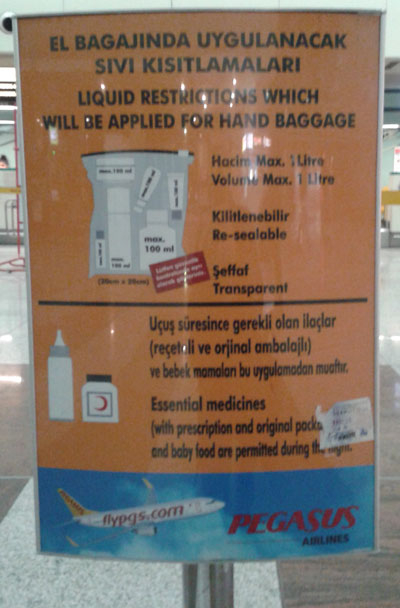 EL BAGAJINDA UYGULANACAK
SIVI KISITLAMALARI
LIQUID RESTRICTIONS WHICH
WILL BE APPLIED FOR HAND BAGGAGE
max.100 ml
max.
100 ml
max.
100 ml
(20cm x 20cm)
Hacim Max. 1 Litre
Volume Max. 1 Litre
Kilitlenebilir
Re-sealable
Şeffaf
Transparent
Uçuş süresince gerekli olan ilaçlar
(reçeteli ve orjinal ambalajlı)
ve bebek mamaları bu uygulamadan muaftır.
Essential medicines
(with prescription and original
and baby food are permitted during the flight.
flypgs.com
PEGASUS
AIRLINES